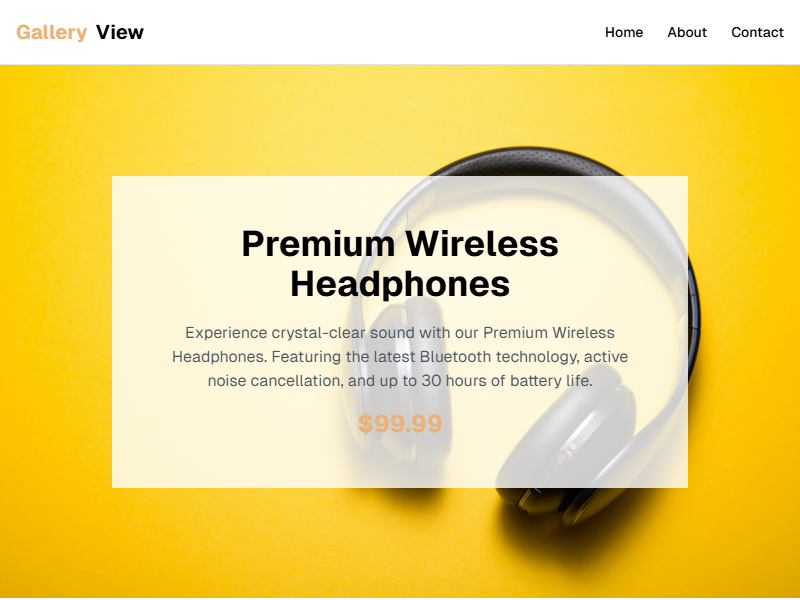 Gallery View
Home About Contact
Premium Wireless
Headphones
Experience crystal-clear sound with our Premium Wireless
Headphones. Featuring the latest Bluetooth technology, active
noise cancellation, and up to 30 hours of battery life.
$99.99